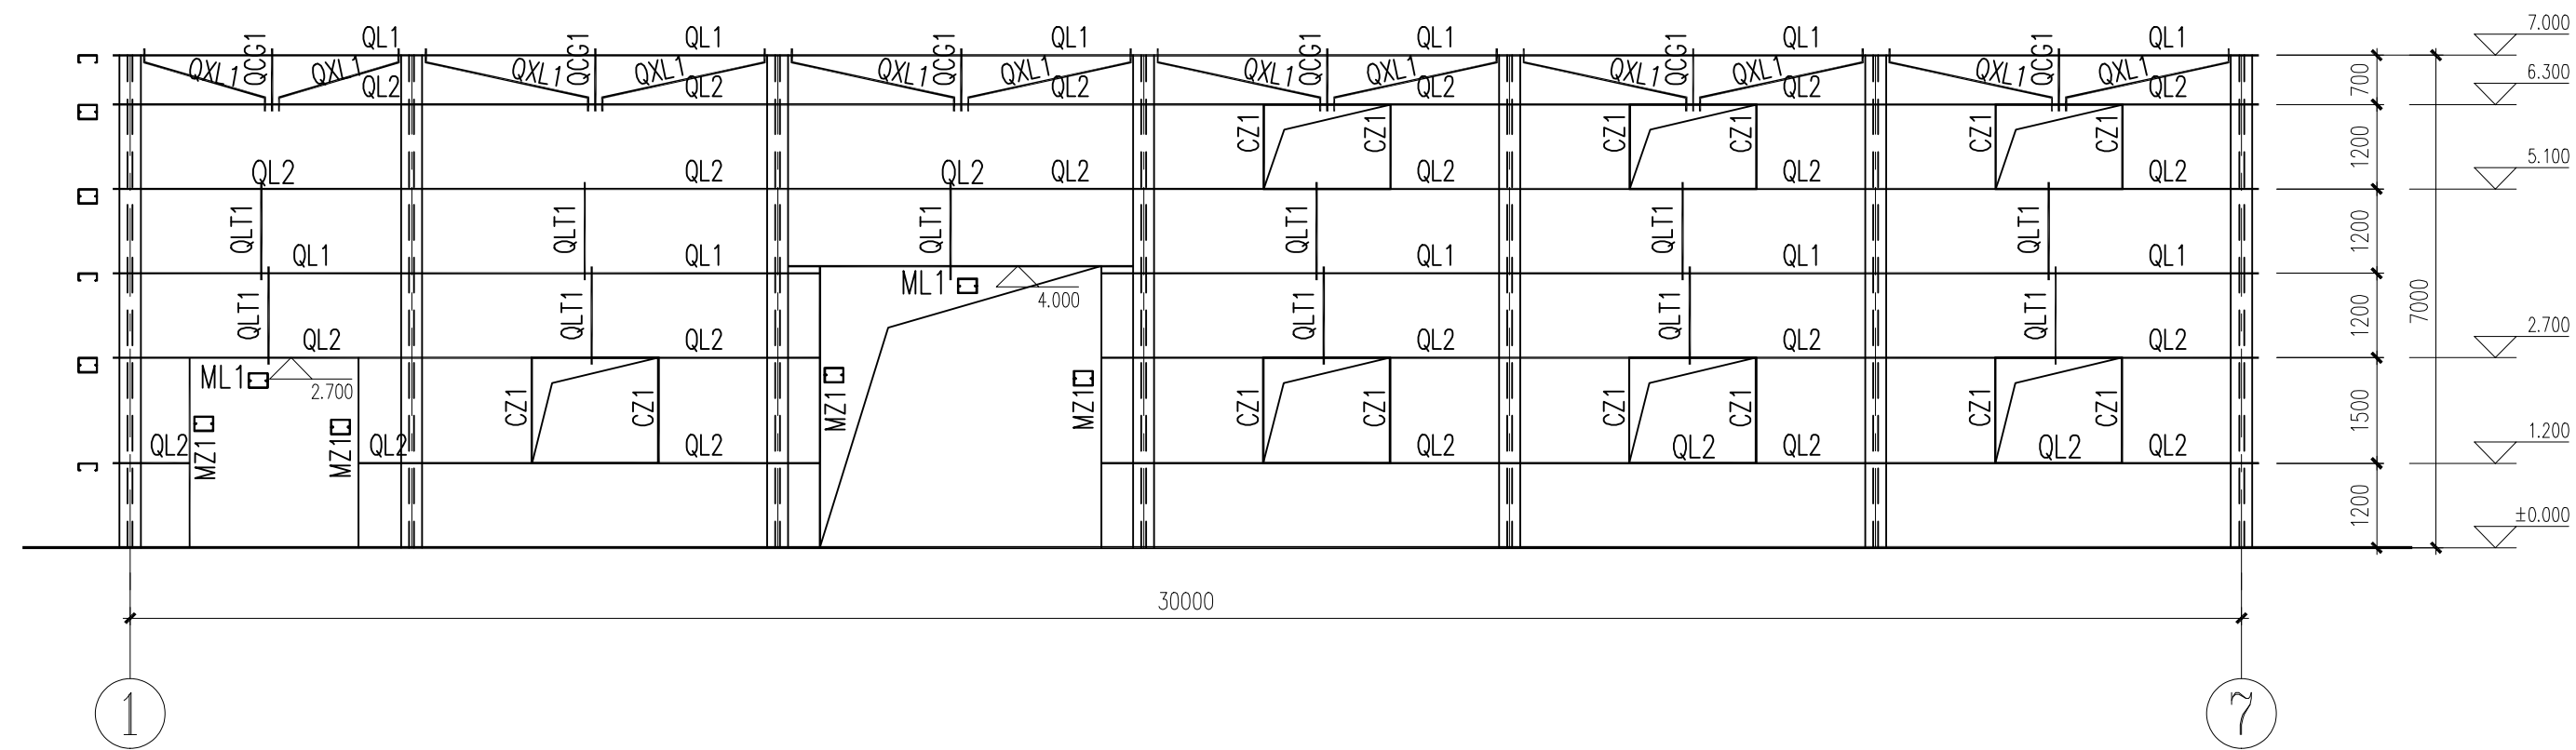 QL1 QL1 QL1 QL1 QL1 QL1 7.000
QCG1 QCG1 QCG1 QCG1 QCG1 QCG1
QXL1 QXL1 QXL1 QXL1 QXL1 QXL1 QXL1 QXL1 QXL1 QXL1 QXL1 QXL1 700 6.300
QL2 QL2 QL2 QL2 QL2 QL2
CZ1 CZ1 CZ1 CZ1 CZ1 CZ1 1200
QL2 QL2 QL2 QL2 QL2 QL2 QL2 5.100
QLT1 QLT1 QLT1 QLT1 QLT1 QLT1 1200
QL1 QL1 QL1 QL1 QL1
ML1 4.000
QLT1 QLT1 QLT1 QLT1 QLT1 1200 7000
QL2 QL2 QL2 QL2 QL2 2.700
ML1 2.700
CZ1 CZ1 MZ1 MZ1 CZ1 CZ1 CZ1 CZ1 CZ1 CZ1 1500
QL2 MZ1 MZ1 QL2 QL2 QL2 QL2 QL2 QL2 QL2 1.200
1200 ±0.000
30000
1 7